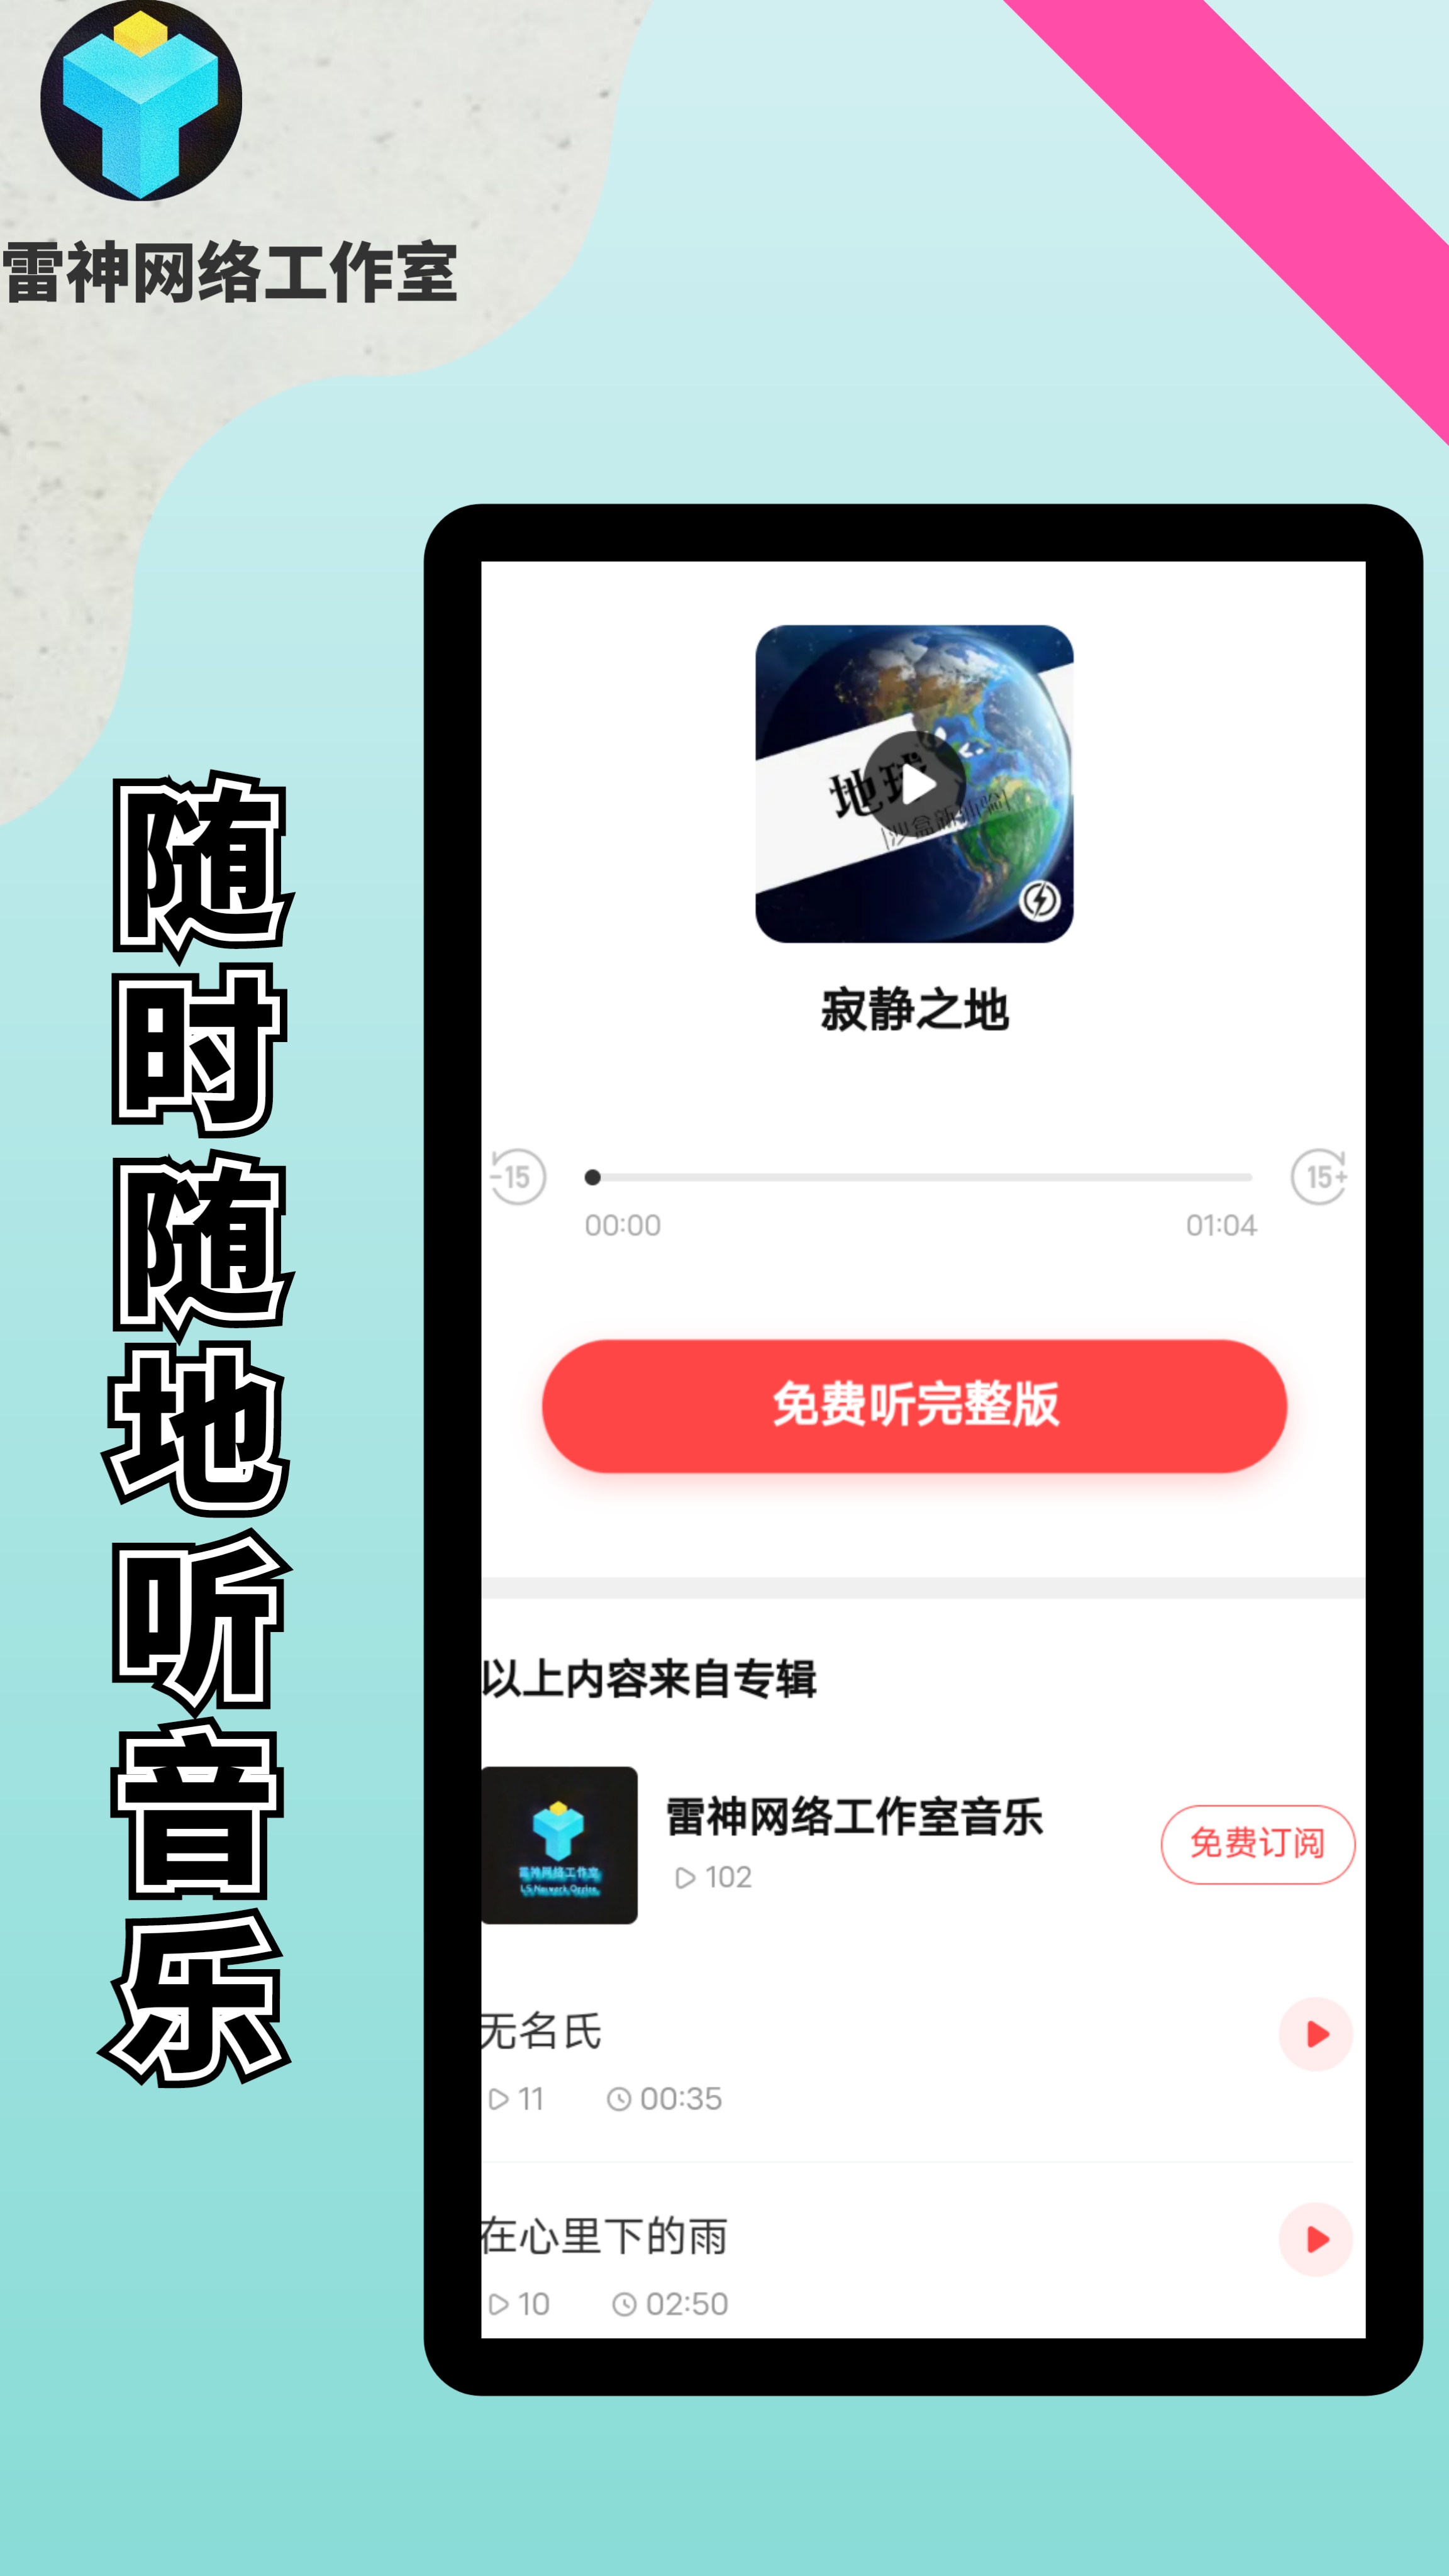 雷神网络工作室
随时随地听音乐
地球
寂静之地
-15
15+
00:00
01:04
免费听完整版
以上内容来自专辑
雷神网络工作室
雷神网络工作室音乐
102
免费订阅
无名氏
11
00:35
在心里下的雨
10
02:50